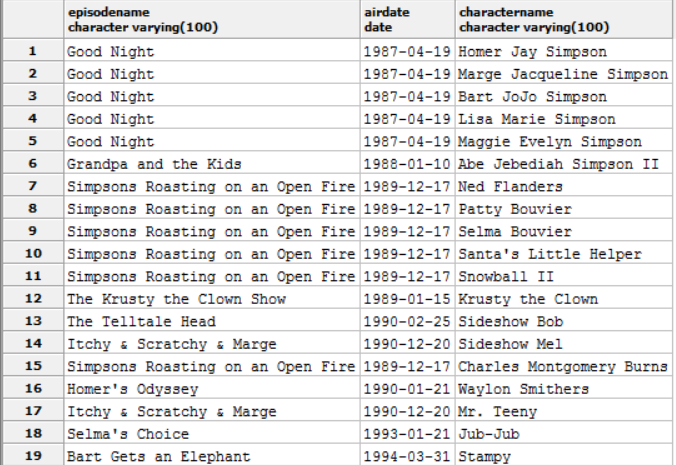 episodename airdate charactername
character varying(100) date character varying(100)
1 Good Night 1987-04-19 Homer Jay Simpson
2 Good Night 1987-04-19 Marge Jacqueline Simpson
3 Good Night 1987-04-19 Bart JoJo Simpson
4 Good Night 1987-04-19 Lisa Marie Simpson
5 Good Night 1987-04-19 Maggie Evelyn Simpson
6 Grandpa and the Kids 1988-01-10 Abe Jebediah Simpson II
7 Simpsons Roasting on an Open Fire 1989-12-17 Ned Flanders
8 Simpsons Roasting on an Open Fire 1989-12-17 Patty Bouvier
9 Simpsons Roasting on an Open Fire 1989-12-17 Selma Bouvier
10 Simpsons Roasting on an Open Fire 1989-12-17 Santa's Little Helper
11 Simpsons Roasting on an Open Fire 1989-12-17 Snowball II
12 The Krusty the Clown Show 1989-01-15 Krusty the Clown
13 The Telltale Head 1990-02-25 Sideshow Bob
14 Itchy & Scratchy & Marge 1990-12-20 Sideshow Mel
15 Simpsons Roasting on an Open Fire 1989-12-17 Charles Montgomery Burns
16 Homer's Odyssey 1990-01-21 Waylon Smithers
17 Itchy & Scratchy & Marge 1990-12-20 Mr. Teeny
18 Selma's Choice 1993-01-21 Jub-Jub
19 Bart Gets an Elephant 1994-03-31 Stampy